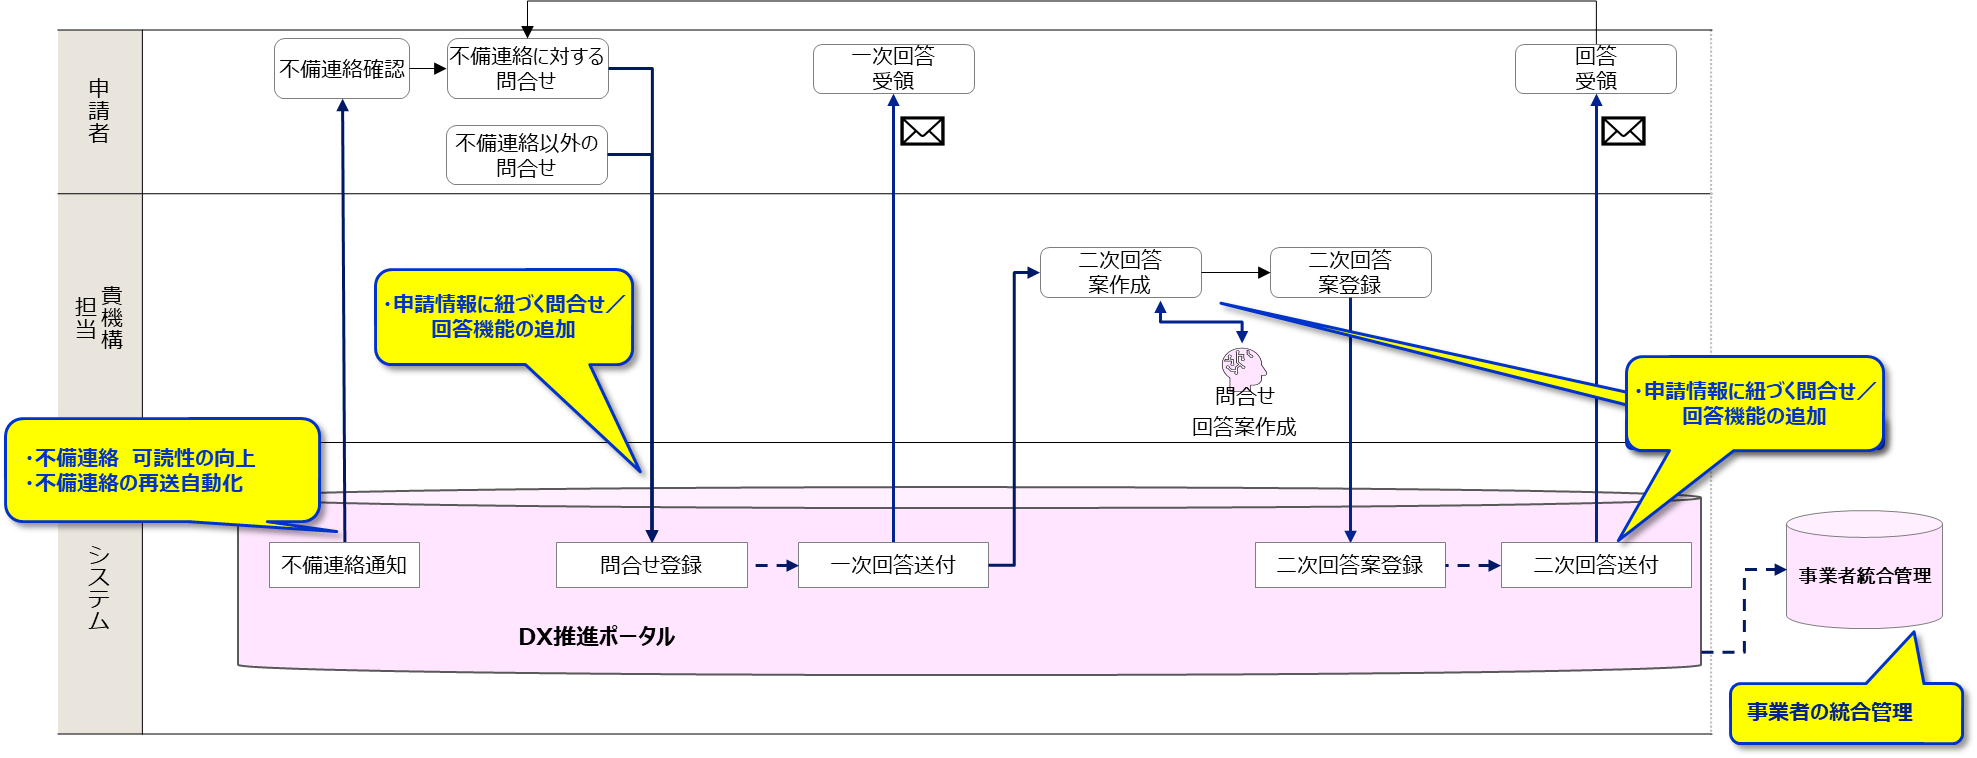 申請者
不備連絡確認
不備連絡に対する
問合せ
不備連絡以外の
問合せ
一次回答
受領
回答
受領
貴機構
担当
・申請情報に紐づく問合せ／
回答機能の追加
二次回答
案作成
二次回答
案登録
問合せ
回答案作成
・申請情報に紐づく問合せ／
回答機能の追加
・不備連絡　可読性の向上
・不備連絡の再送自動化
システム
不備連絡通知
問合せ登録
一次回答送付
二次回答案登録
二次回答送付
DX推進ポータル
事業者統合管理
事業者の統合管理